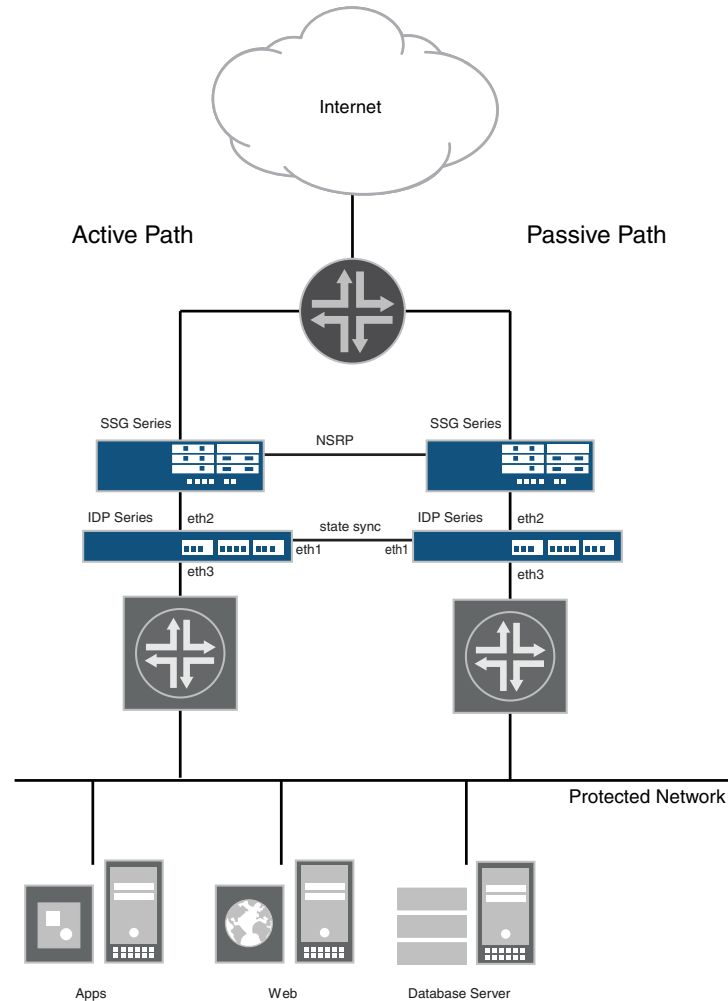 Internet
Active Path
Passive Path
SSG Series
SSG Series
NSRP
IDP Series
eth2
state sync
IDP Series
eth2
eth1
eth1
eth3
eth3
Protected Network
Apps
Web
Database Server